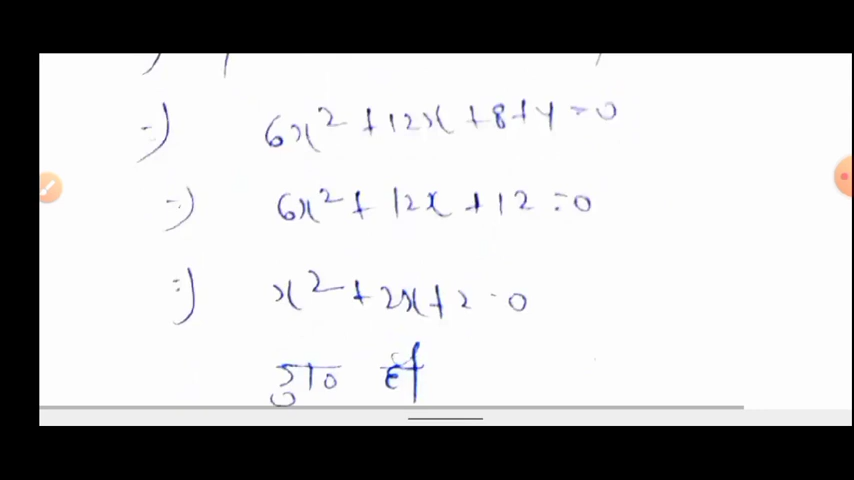 =) 6x² + 12x + 8 + 4 = 0
=) 6x² + 12x + 12 = 0
=) x² + 2x + 2 = 0